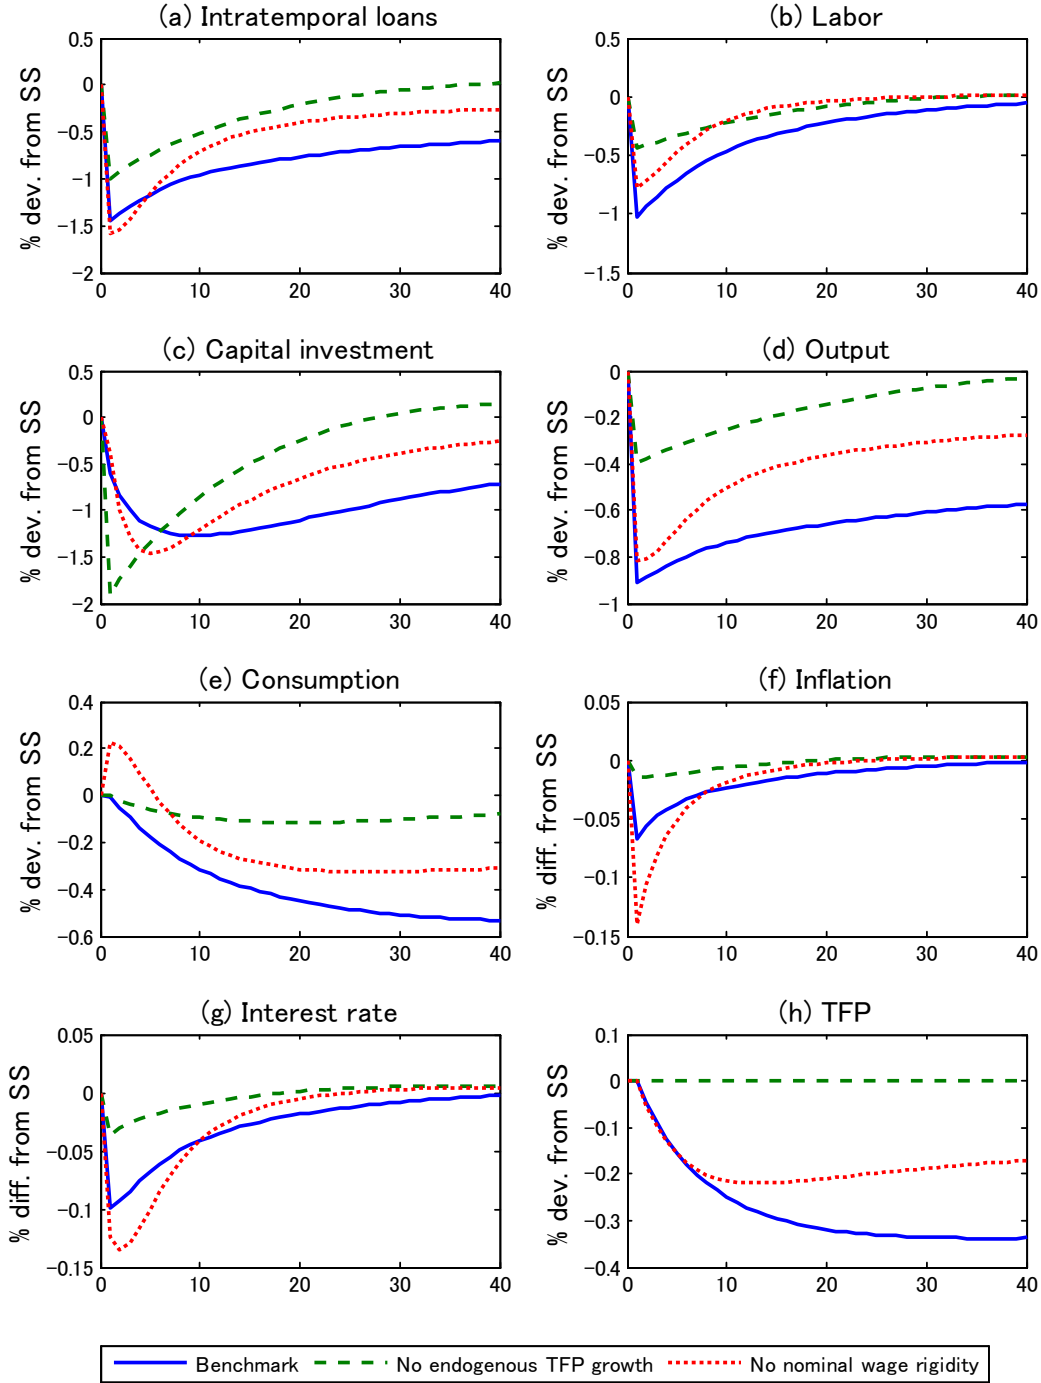 (a) Intratemporal loans
% dev. from SS
0.5
0
−0.5
−1
−1.5
−2
0 10 20 30 40
(b) Labor
% dev. from SS
0.5
0
−0.5
−1
−1.5
0 10 20 30 40
(c) Capital investment
% dev. from SS
0.5
0
−0.5
−1
−1.5
−2
0 10 20 30 40
(d) Output
% dev. from SS
0
−0.2
−0.4
−0.6
−0.8
−1
0 10 20 30 40
(e) Consumption
% dev. from SS
0.4
0.2
0
−0.2
−0.4
−0.6
0 10 20 30 40
(f) Inflation
% diff. from SS
0.05
0
−0.05
−0.1
−0.15
0 10 20 30 40
(g) Interest rate
% diff. from SS
0.05
0
−0.05
−0.1
−0.15
0 10 20 30 40
(h) TFP
% dev. from SS
0.1
0
−0.1
−0.2
−0.3
−0.4
0 10 20 30 40
Benchmark No endogenous TFP growth No nominal wage rigidity